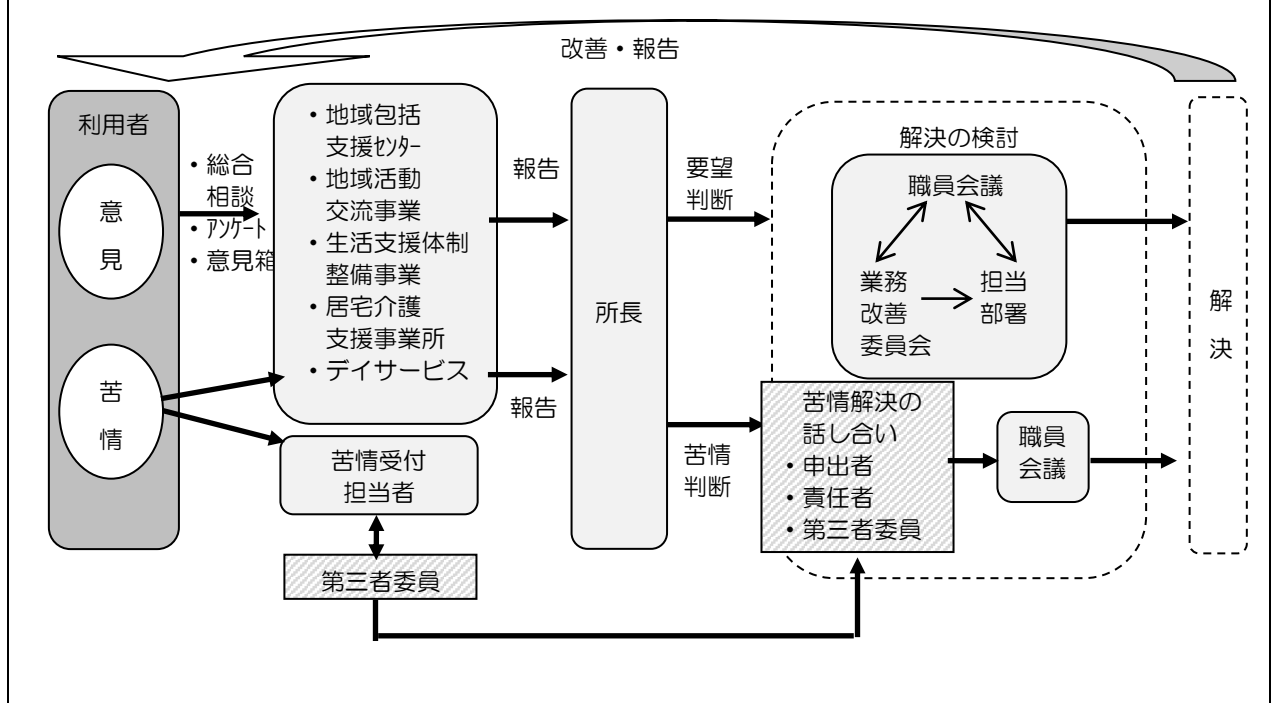 改善・報告
利用者
意
見
苦
情
・総合
相談
・アンケート
・意見箱
・地域包括
支援センター
・地域活動
交流事業
・生活支援体制
整備事業
・居宅介護
支援事業所
・デイサービス
苦情受付
担当者
第三者委員
報告
報告
所長
要望
判断
苦情
判断
解決の検討
職員会議
業務
改善
委員会
担当
部署
苦情解決の
話し合い
・申出者
・責任者
・第三者委員
職員
会議
解
決